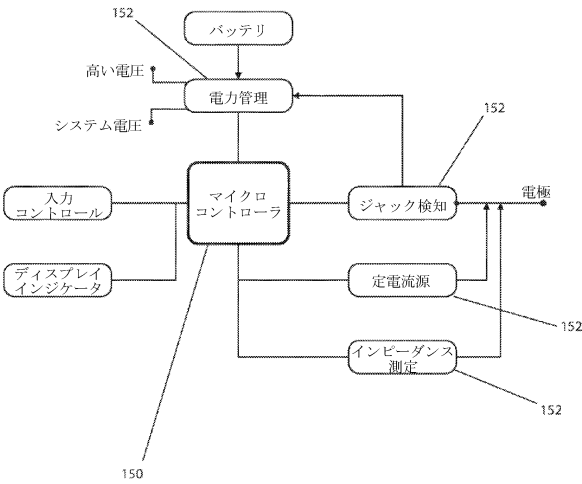 152
バッテリ
高い電圧
電力管理
システム電圧
152
入力
コントロール
マイクロ
コントローラ
ジャック検知
電極
ディスプレイ
インジケータ
定電流源
152
インピーダンス
測定
152
150